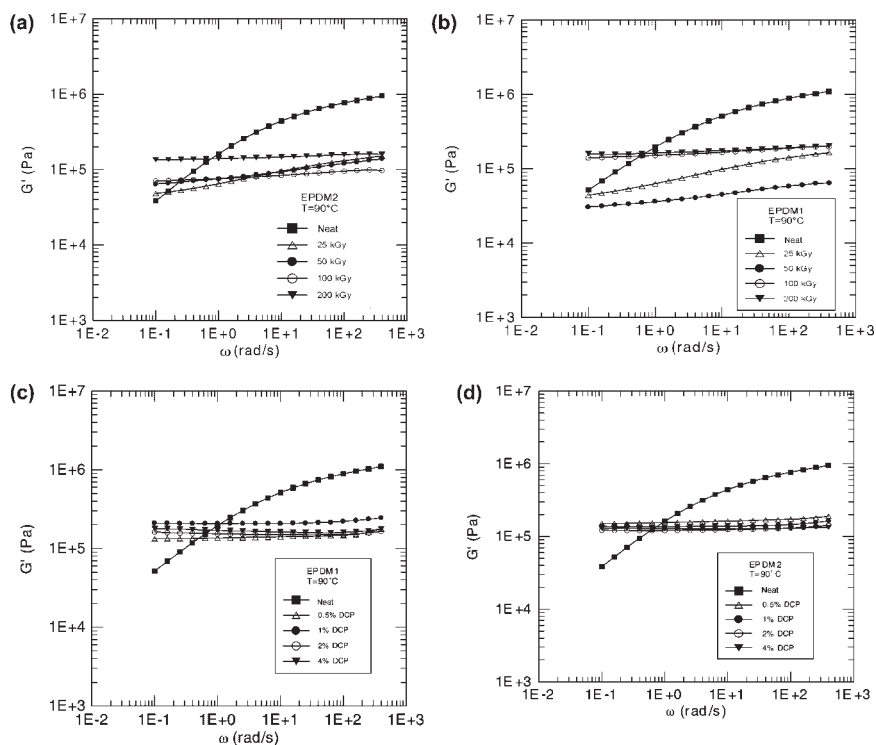 (a)
1E+7
1E+6
1E+5
1E+4
1E+3
G' (Pa)
EPDM2
T=90°C
Neat
25 kGy
50 kGy
100 kGy
200 kGy
1E-2 1E-1 1E+0 1E+1 1E+2 1E+3
ω (rad/s)
(b)
1E+7
1E+6
1E+5
1E+4
1E+3
G' (Pa)
EPDM1
T=90°C
Neat
25 kGy
50 kGy
100 kGy
200 kGy
1E-2 1E-1 1E+0 1E+1 1E+2 1E+3
ω (rad/s)
(c)
1E+7
1E+6
1E+5
1E+4
1E+3
G' (Pa)
EPDM1
T=90°C
Neat
0.5% DCP
1% DCP
2% DCP
4% DCP
1E-2 1E-1 1E+0 1E+1 1E+2 1E+3
ω (rad/s)
(d)
1E+7
1E+6
1E+5
1E+4
1E+3
G' (Pa)
EPDM2
T=90°C
Neat
0.5% DCP
1% DCP
2% DCP
4% DCP
1E-2 1E-1 1E+0 1E+1 1E+2 1E+3
ω (rad/s)